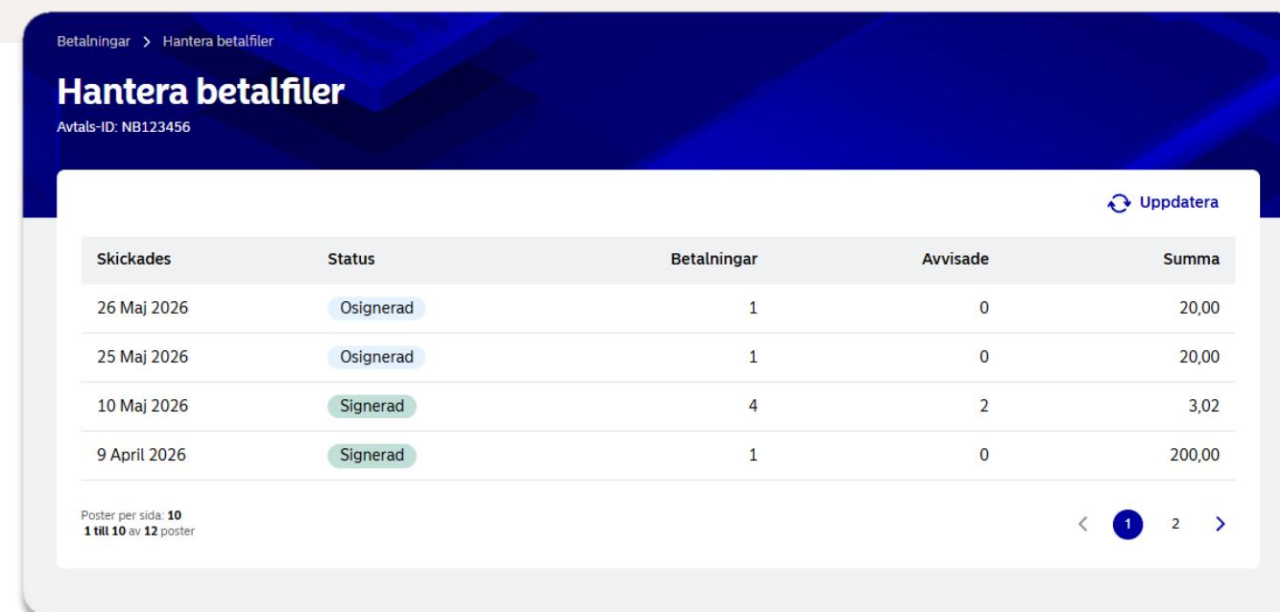 Betalningar > Hantera betalfiler
Hantera betalfiler
Avtals-ID: NB123456
Uppdatera
Skickades Status Betalningar Avvisade Summa
26 Maj 2026 Osignerad 1 0 20,00
25 Maj 2026 Osignerad 1 0 20,00
10 Maj 2026 Signerad 4 2 3,02
9 April 2026 Signerad 1 0 200,00
Poster per sida: 10
1 till 10 av 12 poster
< 1 2 >